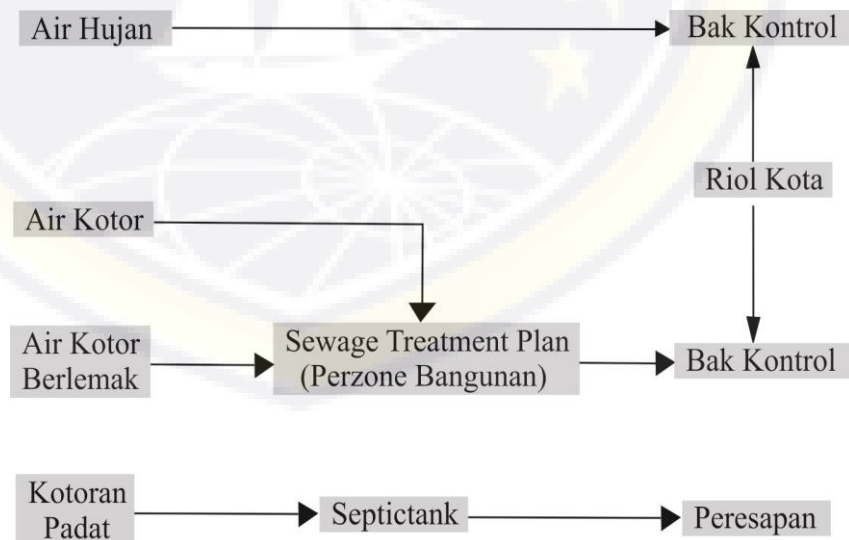 Air Hujan
Bak Kontrol
Riol Kota
Air Kotor
Air Kotor
Berlemak
Sewage Treatment Plan
(Perzone Bangunan)
Bak Kontrol
Kotoran
Padat
Septictank
Peresapan